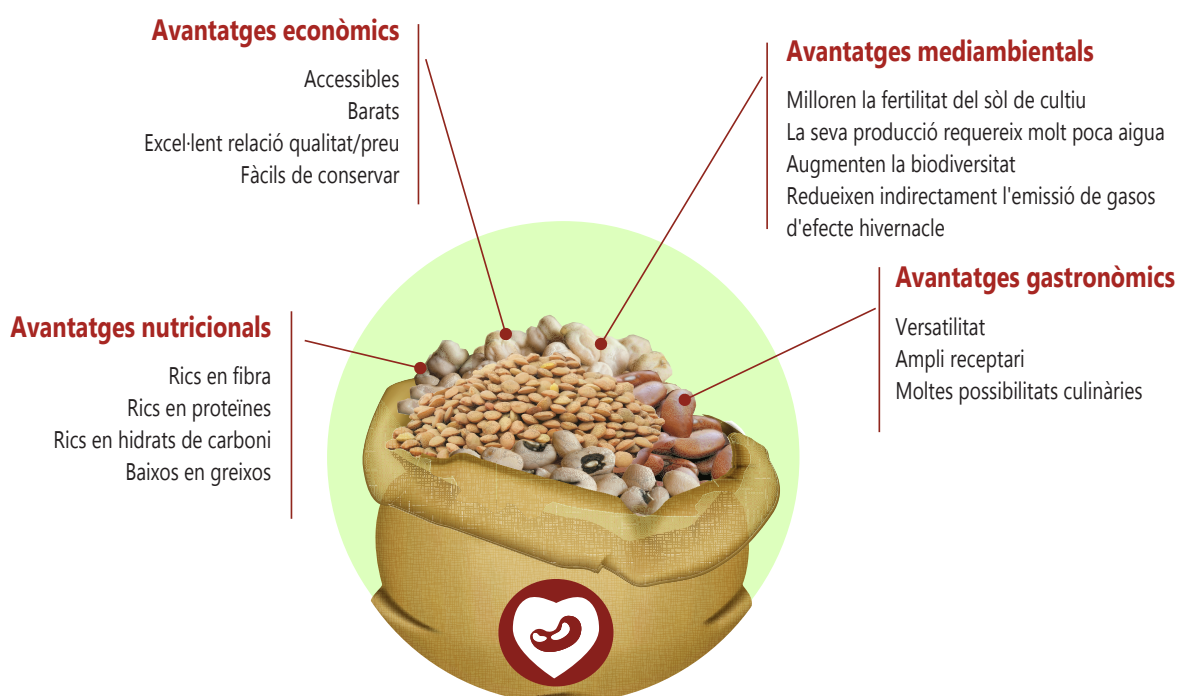 Avantatges econòmics
Accessibles
Barats
Excel·lent relació qualitat/preu
Fàcils de conservar
Avantatges mediambientals
Milloren la fertilitat del sòl de cultiu
La seva producció requereix molt poca aigua
Augmenten la biodiversitat
Redueixen indirectament l'emissió de gasos
d'efecte hivernacle
Avantatges nutricionals
Rics en fibra
Rics en proteïnes
Rics en hidrats de carboni
Baixos en greixos
Avantatges gastronòmics
Versatilitat
Ampli receptari
Moltes possibilitats culinàries